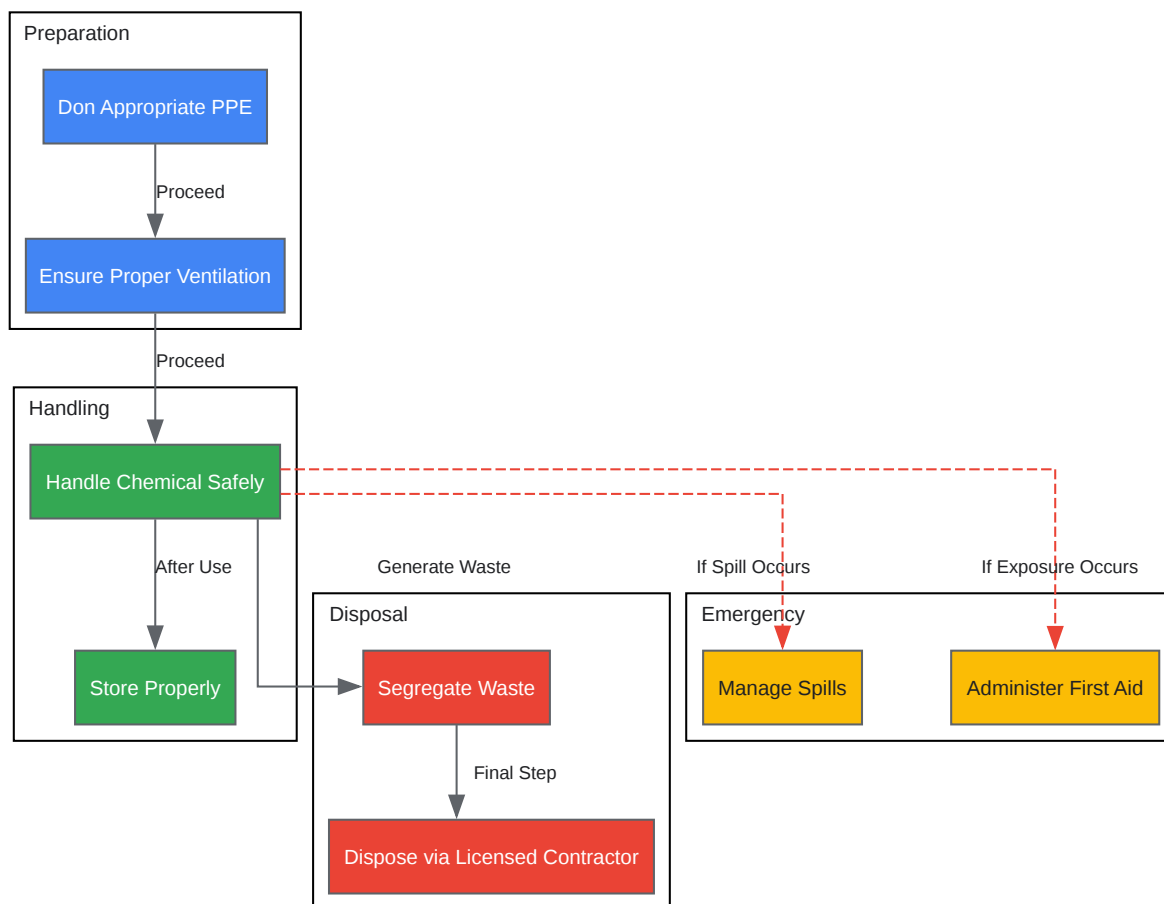 Preparation
Don Appropriate PPE
Proceed
Ensure Proper Ventilation
Proceed
Handling
Handle Chemical Safely
After Use
Generate Waste
If Spill Occurs
If Exposure Occurs
Disposal
Emergency
Store Properly
Segregate Waste
Manage Spills
Administer First Aid
Final Step
Dispose via Licensed Contractor